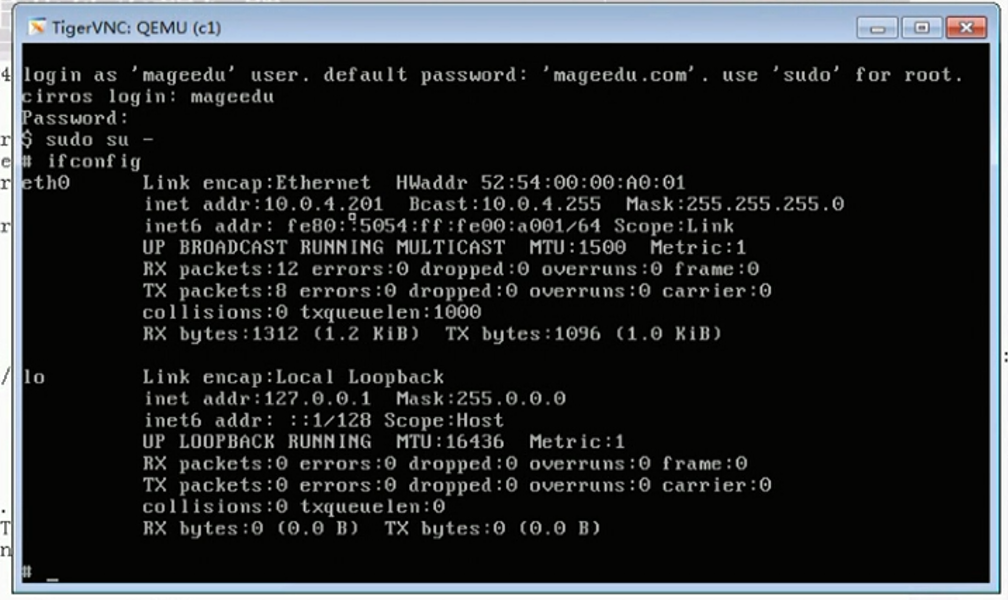 TigerVNC: QEMU (c1)
login as 'mageedu' user. default password: 'mageedu.com'. use 'sudo' for root.
cirros login: mageedu
Password:
$ sudo su -
# ifconfig
eth0 Link encap:Ethernet HWaddr 52:54:00:00:A0:01
inet addr:10.0.4.201 Bcast:10.0.4.255 Mask:255.255.255.0
inet6 addr: fe80::5054:ff:fe00:a001/64 Scope:Link
UP BROADCAST RUNNING MULTICAST MTU:1500 Metric:1
RX packets:12 errors:0 dropped:0 overruns:0 frame:0
TX packets:8 errors:0 dropped:0 overruns:0 carrier:0
collisions:0 txqueuelen:1000
RX bytes:1312 (1.2 KiB) TX bytes:1096 (1.0 KiB)
lo Link encap:Local Loopback
inet addr:127.0.0.1 Mask:255.0.0.0
inet6 addr: ::1/128 Scope:Host
UP LOOPBACK RUNNING MTU:16436 Metric:1
RX packets:0 errors:0 dropped:0 overruns:0 frame:0
TX packets:0 errors:0 dropped:0 overruns:0 carrier:0
collisions:0 txqueuelen:0
RX bytes:0 (0.0 B) TX bytes:0 (0.0 B)
# _